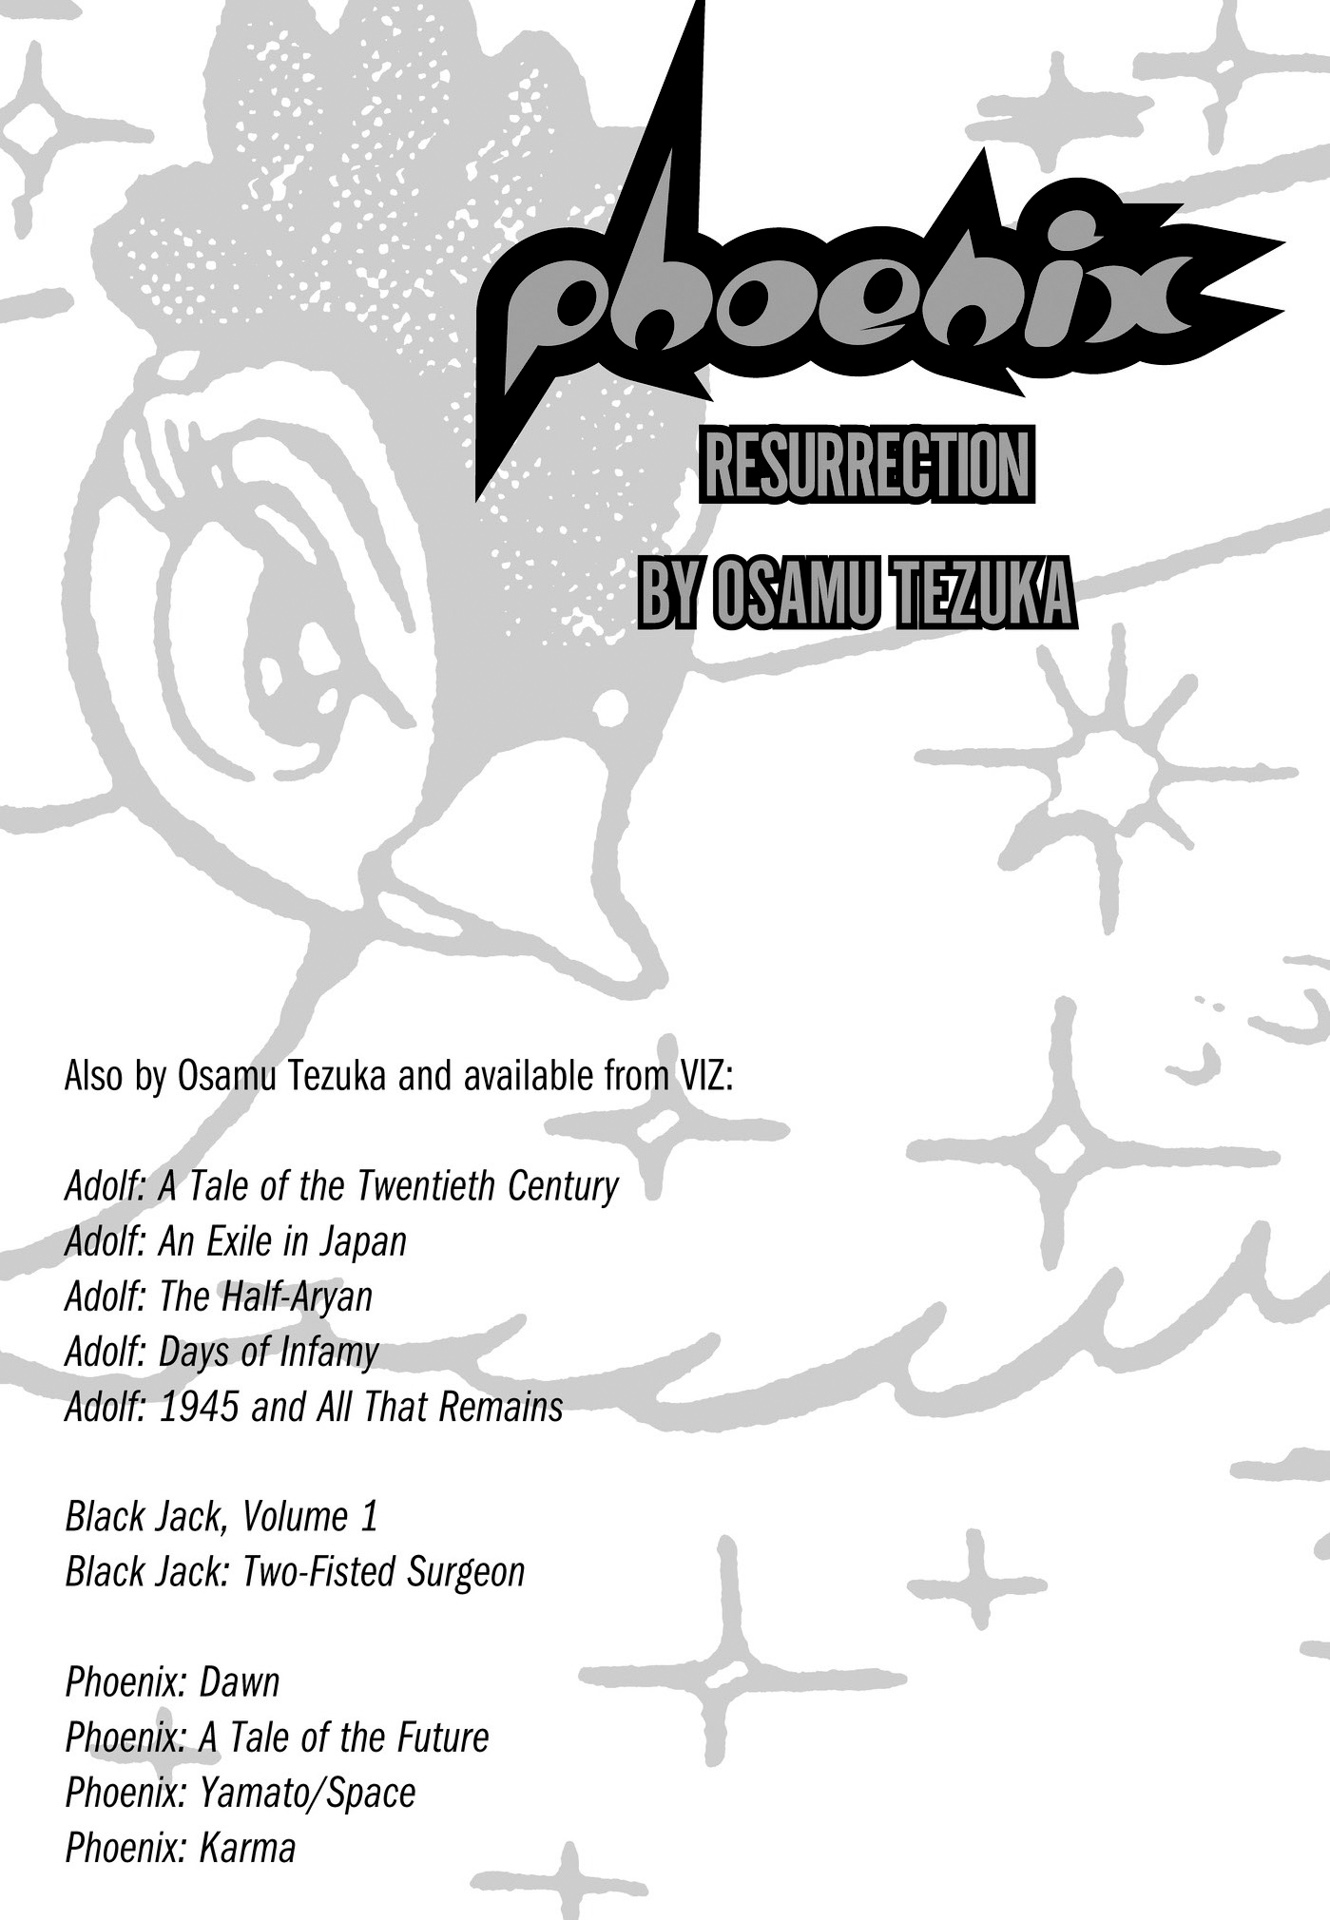 phoenix
RESURRECTION
BY OSAMU TEZUKA
Also by Osamu Tezuka and available from VIZ:
Adolf: A Tale of the Twentieth Century
Adolf: An Exile in Japan
Adolf: The Half-Aryan
Adolf: Days of Infamy
Adolf: 1945 and All That Remains
Black Jack, Volume 1
Black Jack: Two-Fisted Surgeon
Phoenix: Dawn
Phoenix: A Tale of the Future
Phoenix: Yamato/Space
Phoenix: Karma